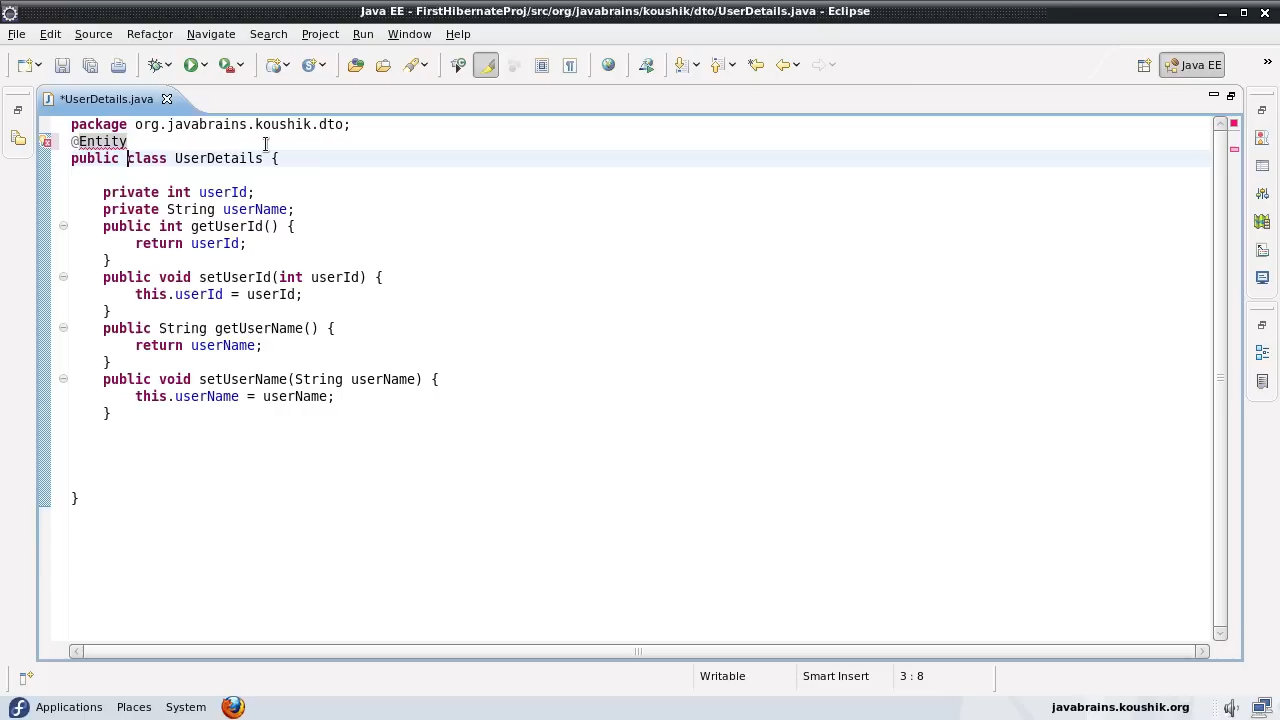 Java EE - FirstHibernateProj/src/org/javabrains/koushik/dto/UserDetails.java - Eclipse
File Edit Source Refactor Navigate Search Project Run Window Help
Java EE
*UserDetails.java
package org.javabrains.koushik.dto;
@Entity
public class UserDetails {
private int userId;
private String userName;
public int getUserId() {
return userId;
}
public void setUserId(int userId) {
this.userId = userId;
}
public String getUserName() {
return userName;
}
public void setUserName(String userName) {
this.userName = userName;
}
}
Writable Smart Insert 3 : 8
Applications Places System javabrains.koushik.org